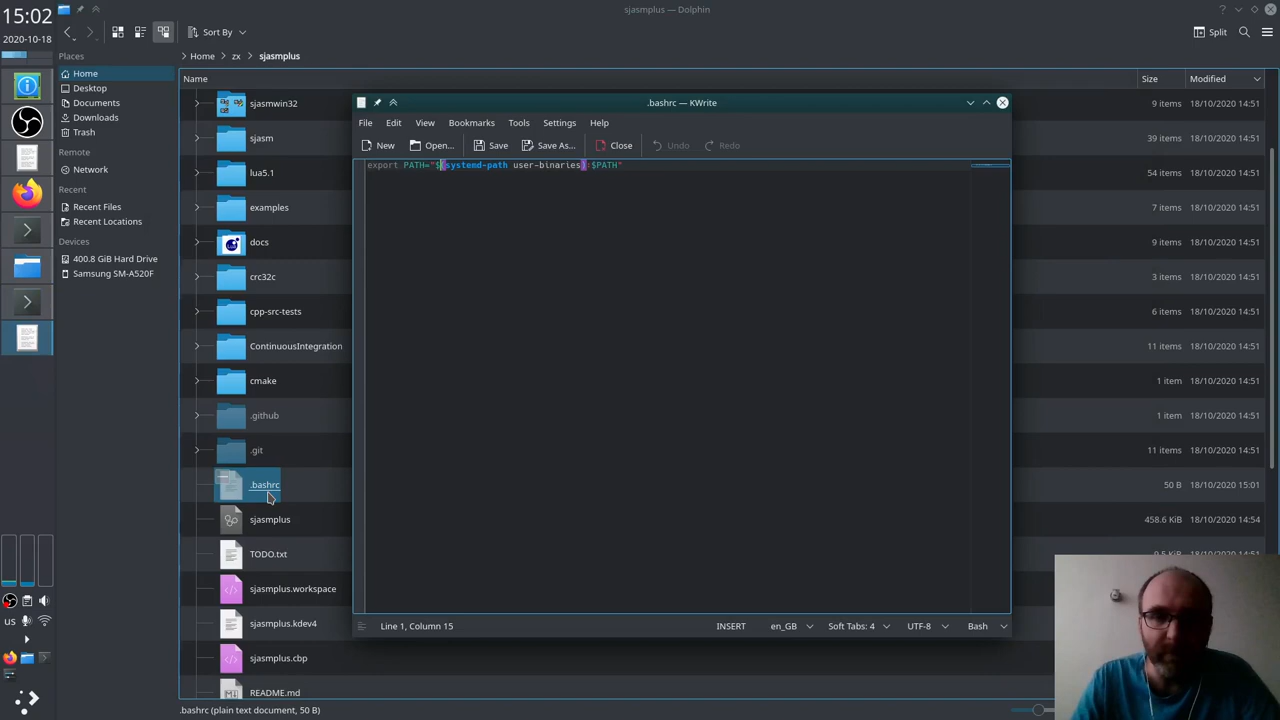 15:02
2020-10-18
sjasmplus — Dolphin
Sort By
Split
Places
Home
Desktop
Documents
Downloads
Trash
Remote
Network
Recent
Recent Files
Recent Locations
Devices
400.8 GiB Hard Drive
Samsung SM-A520F
Home zx sjasmplus
Name Size Modified
sjasmwin32 9 items 18/10/2020 14:51
sjasm 39 items 18/10/2020 14:51
lua5.1 54 items 18/10/2020 14:51
examples 7 items 18/10/2020 14:51
docs 9 items 18/10/2020 14:51
crc32c 3 items 18/10/2020 14:51
cpp-src-tests 6 items 18/10/2020 14:51
ContinuousIntegration 11 items 18/10/2020 14:51
cmake 1 item 18/10/2020 14:51
.github 1 item 18/10/2020 14:51
.git 11 items 18/10/2020 14:51
.bashrc 50 B 18/10/2020 15:01
sjasmplus 458.6 KiB 18/10/2020 14:54
TODO.txt
sjasmplus.workspace
sjasmplus.kdev4
sjasmplus.cbp
README.md
.bashrc (plain text document, 50 B)
.bashrc — KWrite
File Edit View Bookmarks Tools Settings Help
New Open... Save Save As... Close Undo Redo
export PATH="$(systemd-path user-binaries):$PATH"
Line 1, Column 15 INSERT en_GB Soft Tabs: 4 UTF-8 Bash
us